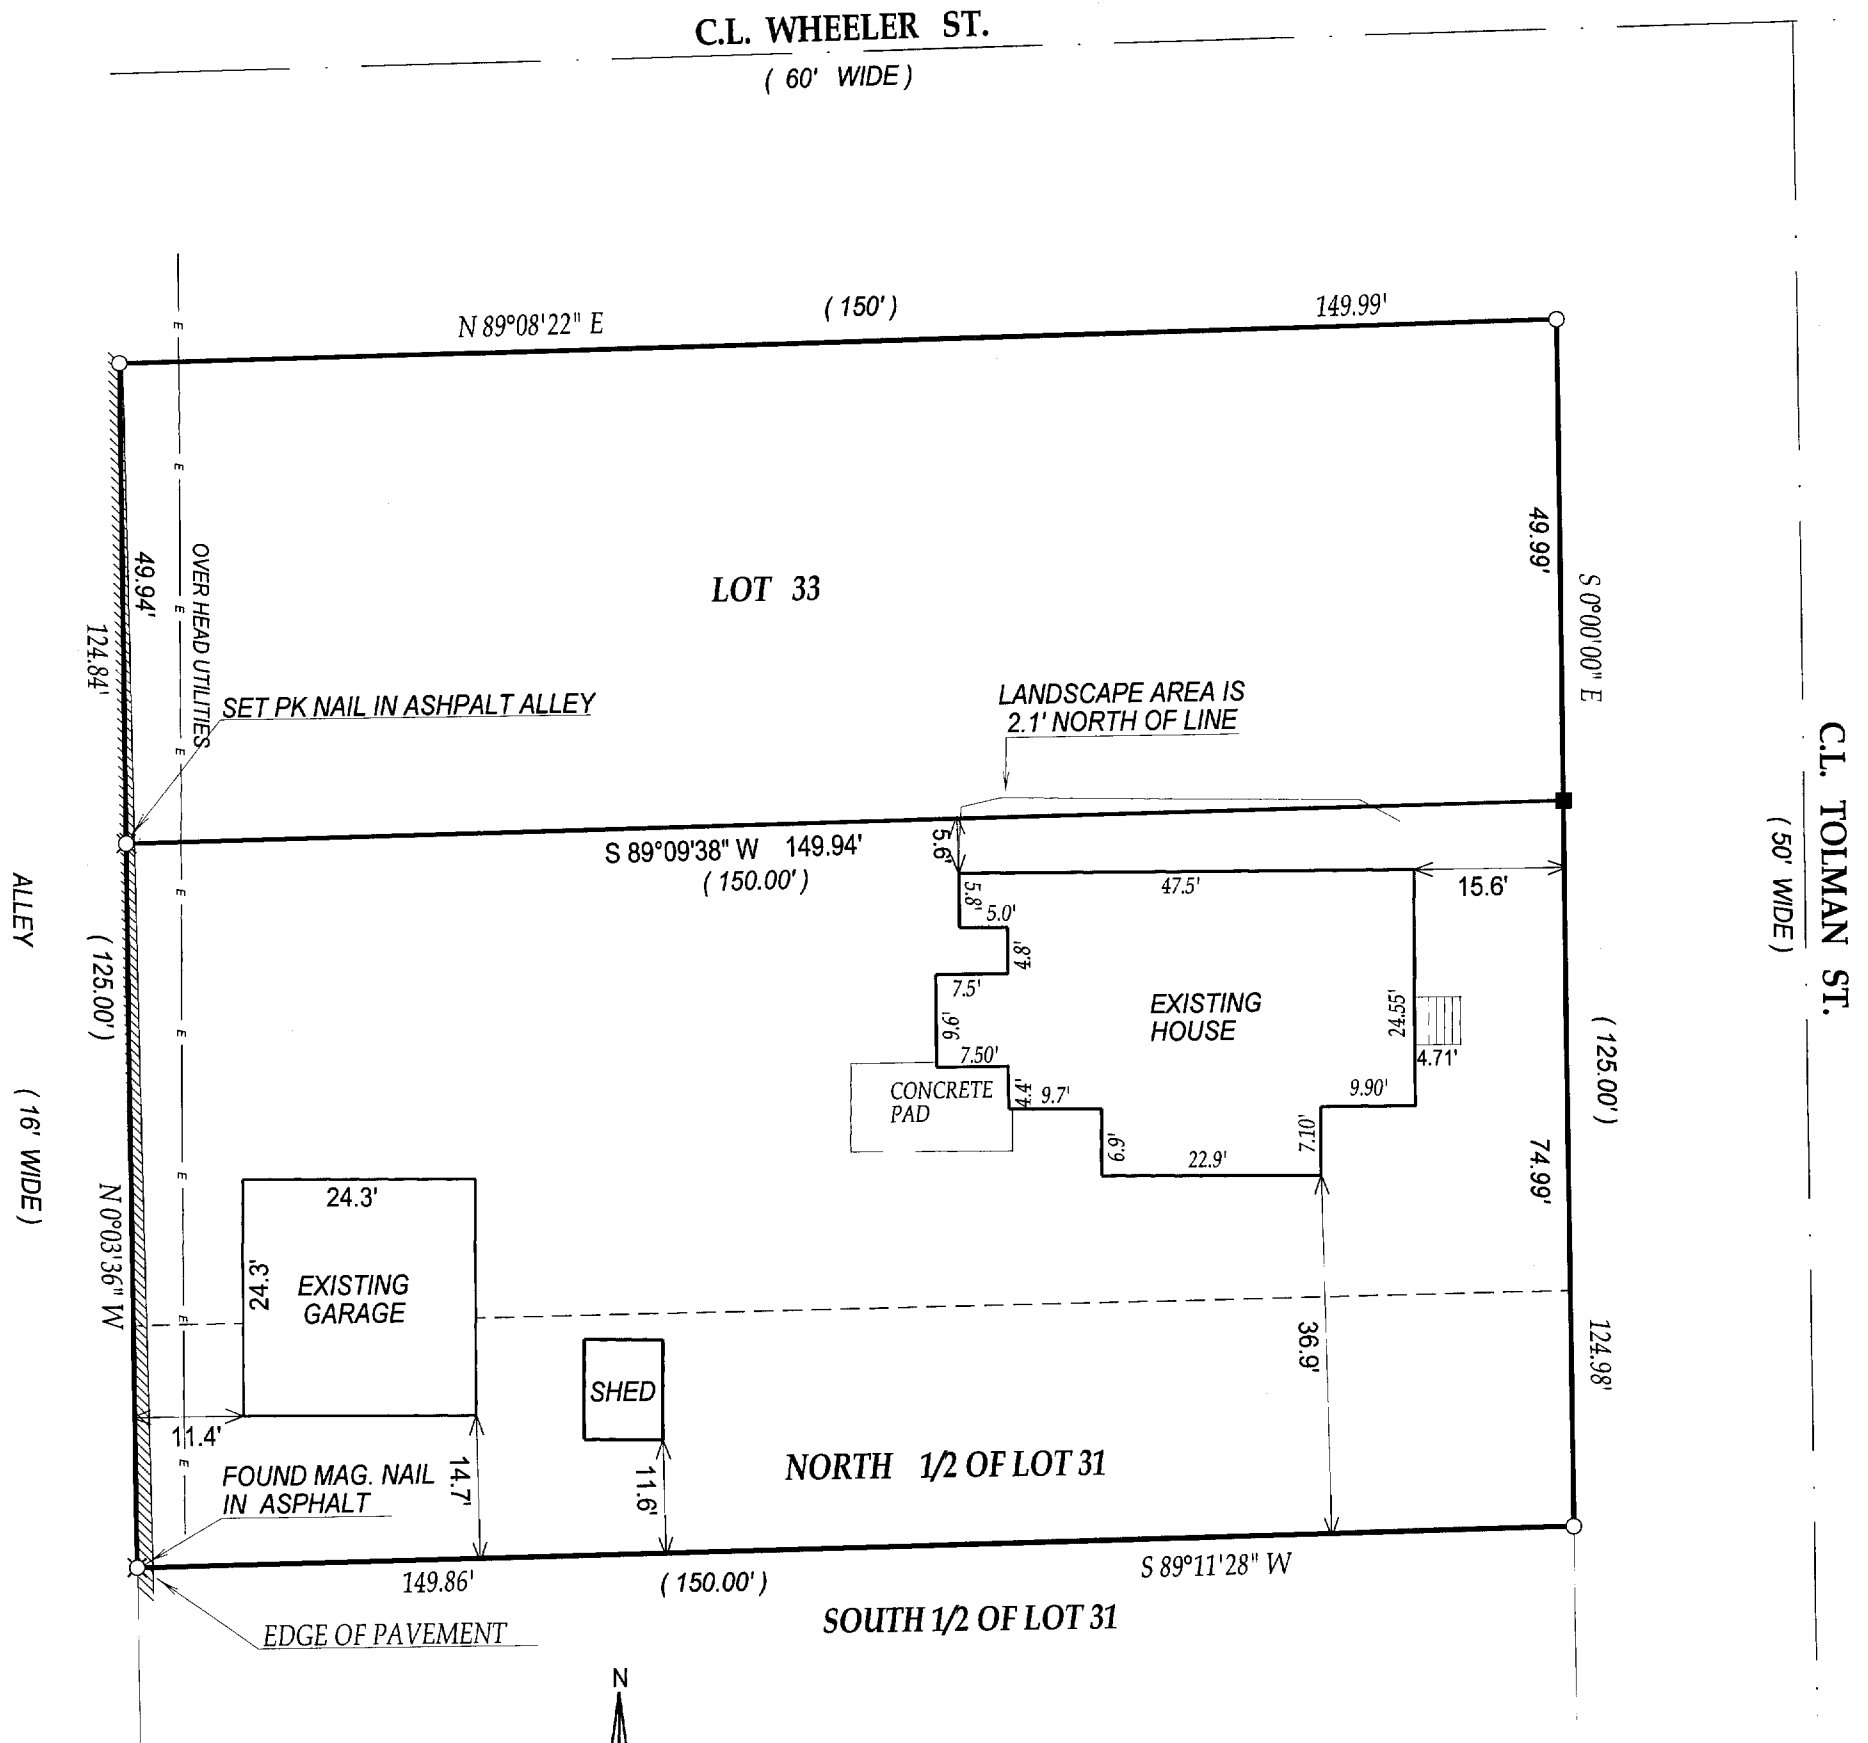 C.L. WHEELER ST.
( 60' WIDE )
N 89°08'22" E
( 150' )
149.99'
E
E
OVER HEAD UTILITIES
49.94'
124.84'
49.99'
S 0°00'00" E
LOT 33
E
SET PK NAIL IN ASHPALT ALLEY
LANDSCAPE AREA IS
2.1' NORTH OF LINE
E
C.L. TOLMAN ST.
( 50' WIDE )
S 89°09'38" W 149.94'
( 150.00' )
5.6'
47.5'
15.6'
5.8'
5.0'
4.8'
E
ALLEY
( 16' WIDE )
( 125.00' )
7.5'
9.9'
7.50'
EXISTING
HOUSE
24.55'
4.71'
E
CONCRETE
PAD
4.4'
9.7'
9.90'
7.10'
6.9'
22.9'
( 125.00' )
74.99'
N 0°03'36" W
E
24.3'
24.3'
EXISTING
GARAGE
E
36.9'
124.98'
SHED
11.4'
E
14.7'
11.6'
NORTH 1/2 OF LOT 31
FOUND MAG. NAIL
IN ASPHALT
149.86'
( 150.00' )
S 89°11'28" W
SOUTH 1/2 OF LOT 31
EDGE OF PAVEMENT
N